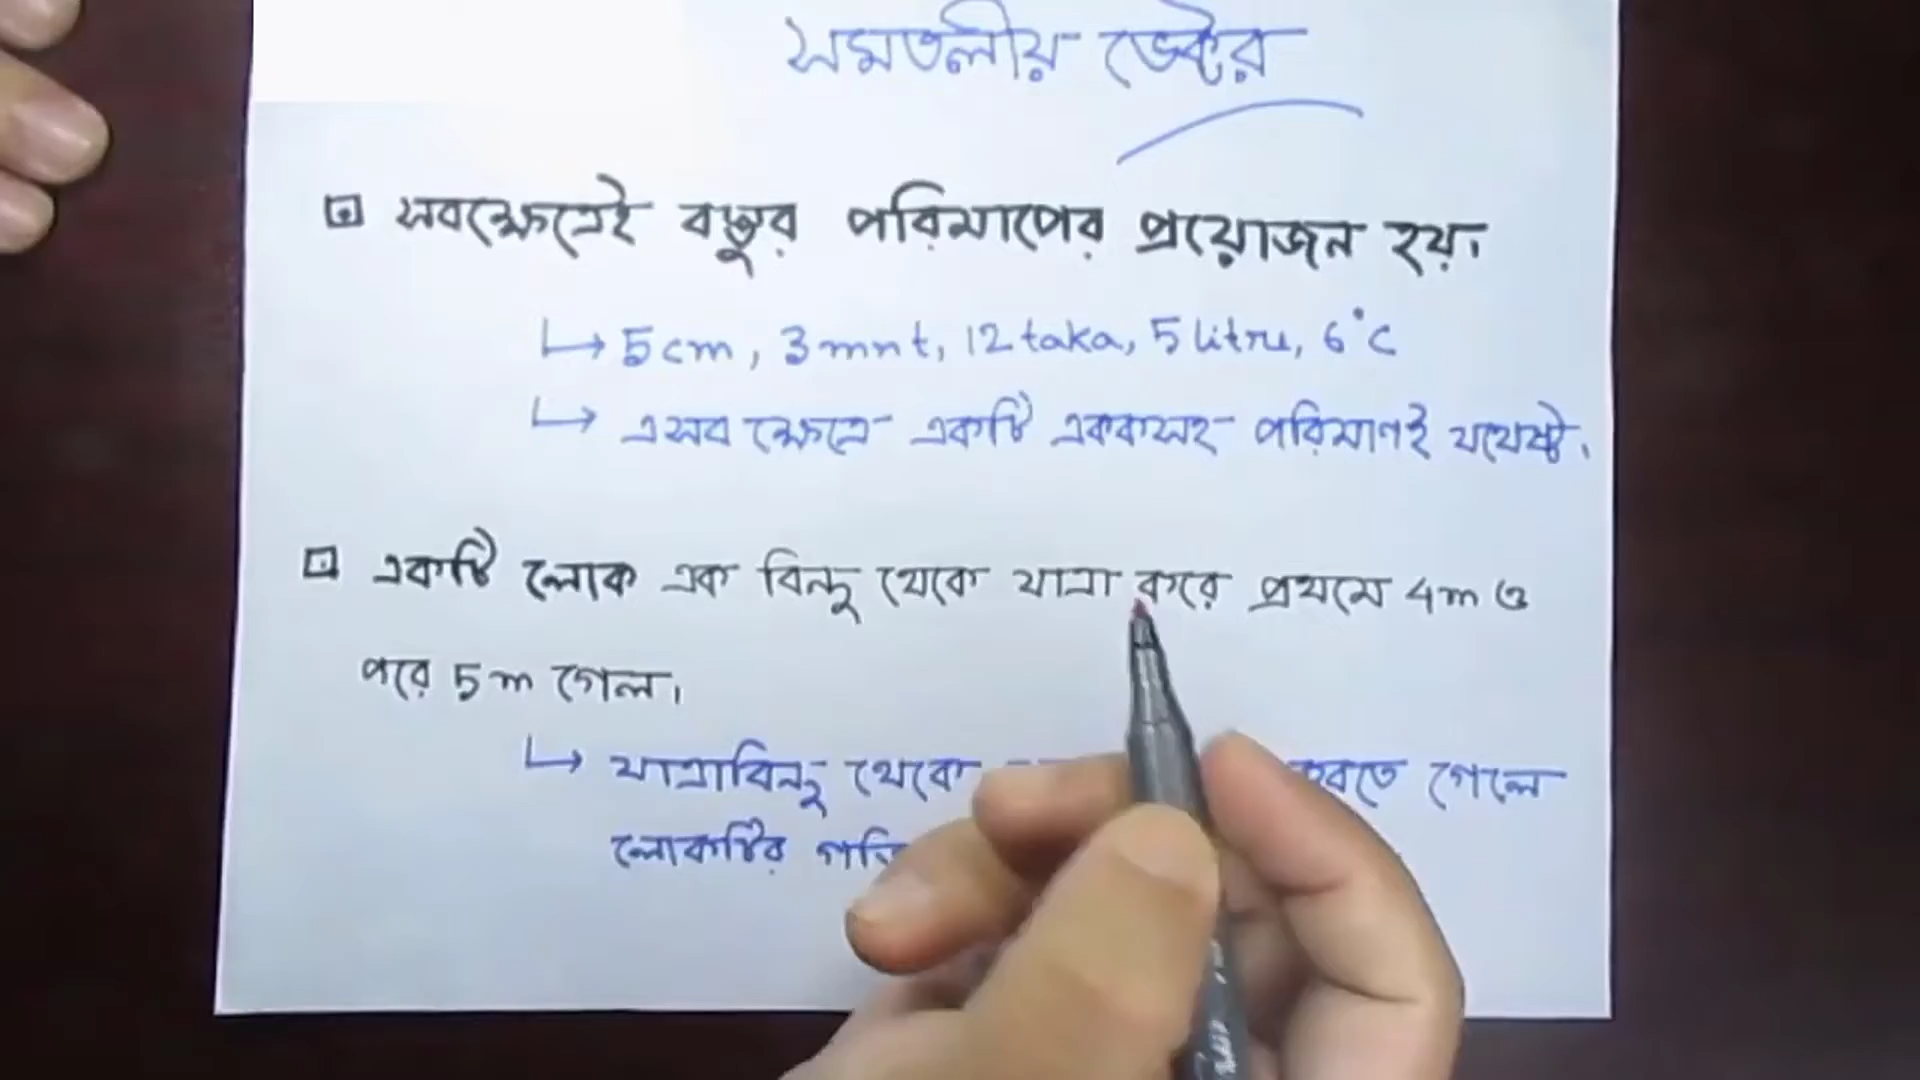 সমতলীয় ভেক্টর
সবক্ষেত্রেই বস্তুর পরিমাপের প্রয়োজন হয়।
↳ 5cm, 3mnt, 12 taka, 5 litre, 6°C
↳ এসব ক্ষেত্রে একটি এককসহ পরিমাণই যথেষ্ট।
একটি লোক এক বিন্দু থেকে যাত্রা করে প্রথমে 4m ও
পরে 5m গেল।
↳ যাত্রাবিন্দু থেকে করতে গেলে
লোকটির